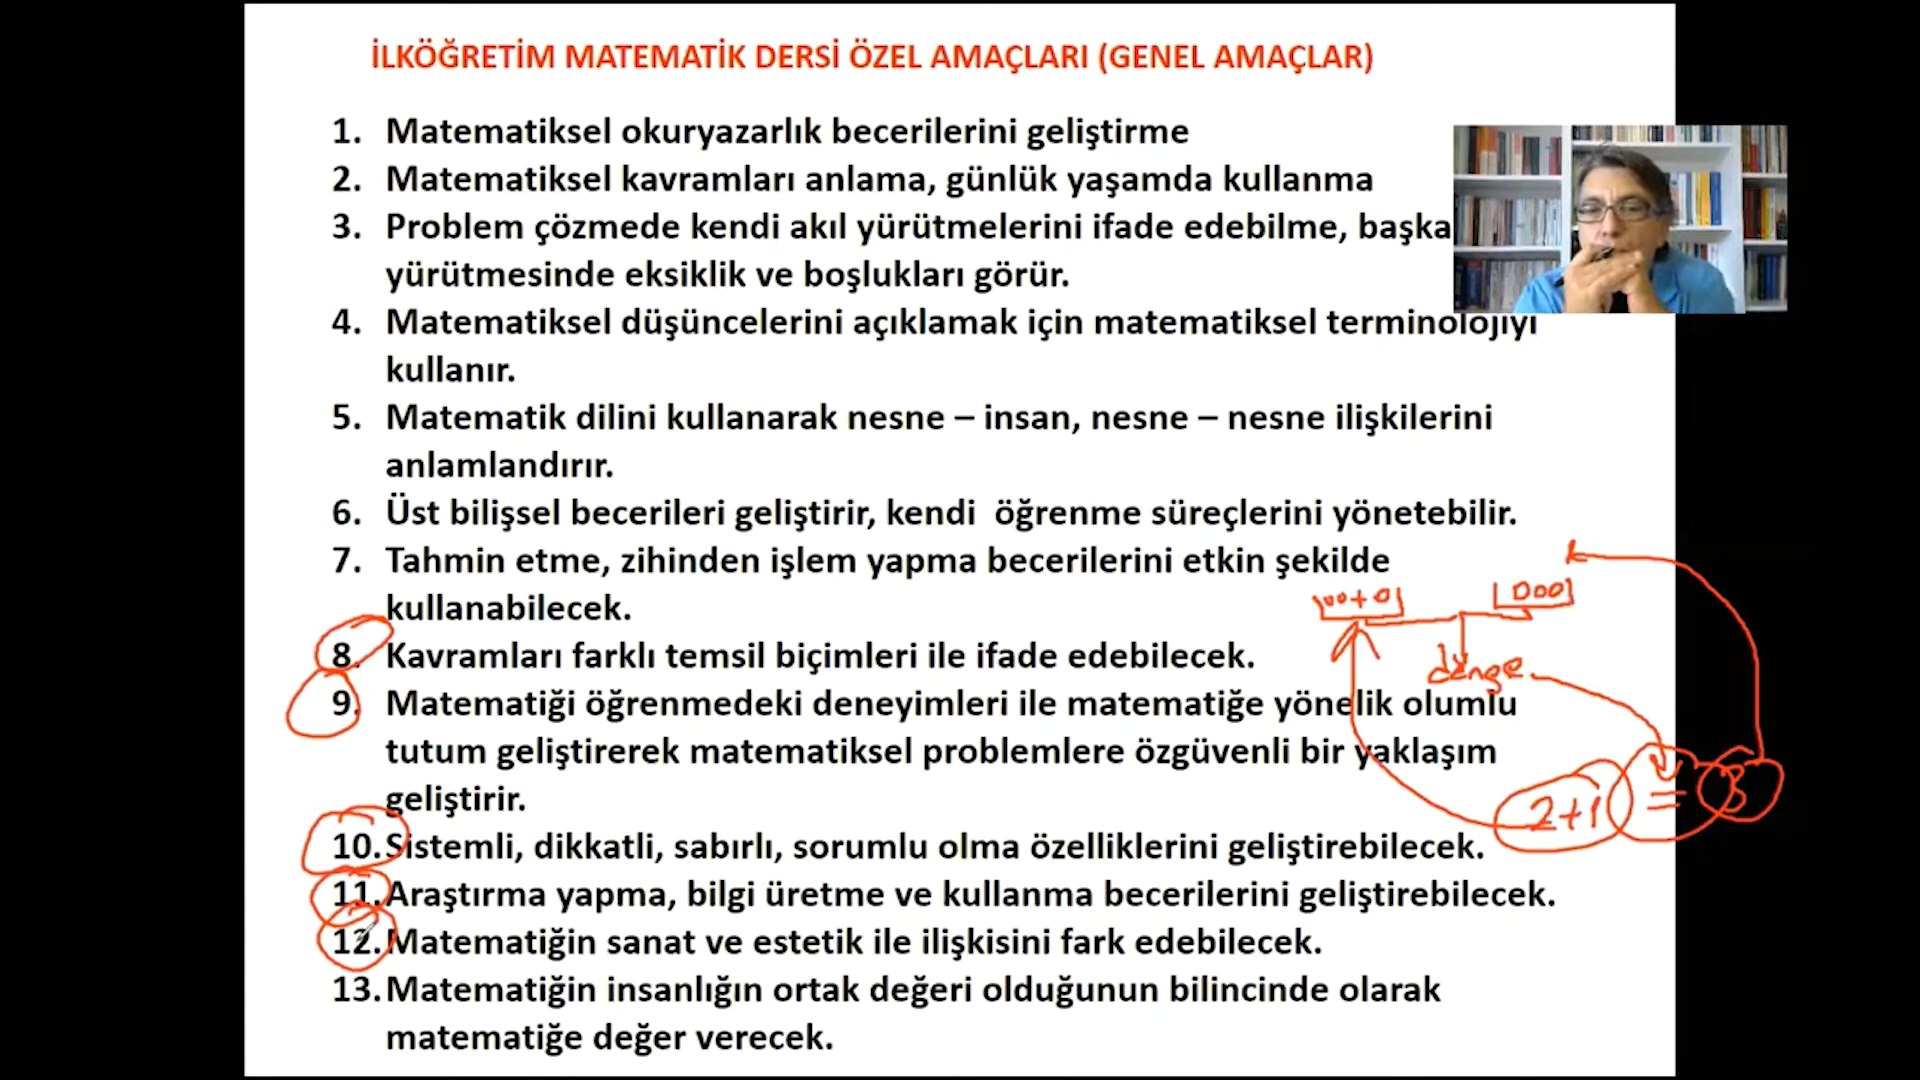 İLKÖĞRETİM MATEMATİK DERSİ ÖZEL AMAÇLARI (GENEL AMAÇLAR)
1. Matematiksel okuryazarlık becerilerini geliştirme
2. Matematiksel kavramları anlama, günlük yaşamda kullanma
3. Problem çözmede kendi akıl yürütmelerini ifade edebilme, başka
yürütmesinde eksiklik ve boşlukları görür.
4. Matematiksel düşüncelerini açıklamak için matematiksel terminolojiyi
kullanır.
5. Matematik dilini kullanarak nesne – insan, nesne – nesne ilişkilerini
anlamlandırır.
6. Üst bilişsel becerileri geliştirir, kendi öğrenme süreçlerini yönetebilir.
7. Tahmin etme, zihinden işlem yapma becerilerini etkin şekilde
kullanabilecek.
00+0 000
8. Kavramları farklı temsil biçimleri ile ifade edebilecek.
denge
9. Matematiği öğrenmedeki deneyimleri ile matematiğe yönelik olumlu
tutum geliştirerek matematiksel problemlere özgüvenli bir yaklaşım
geliştirir.
2+1 = 3
10. Sistemli, dikkatli, sabırlı, sorumlu olma özelliklerini geliştirebilecek.
11. Araştırma yapma, bilgi üretme ve kullanma becerilerini geliştirebilecek.
12. Matematiğin sanat ve estetik ile ilişkisini fark edebilecek.
13. Matematiğin insanlığın ortak değeri olduğunun bilincinde olarak
matematiğe değer verecek.